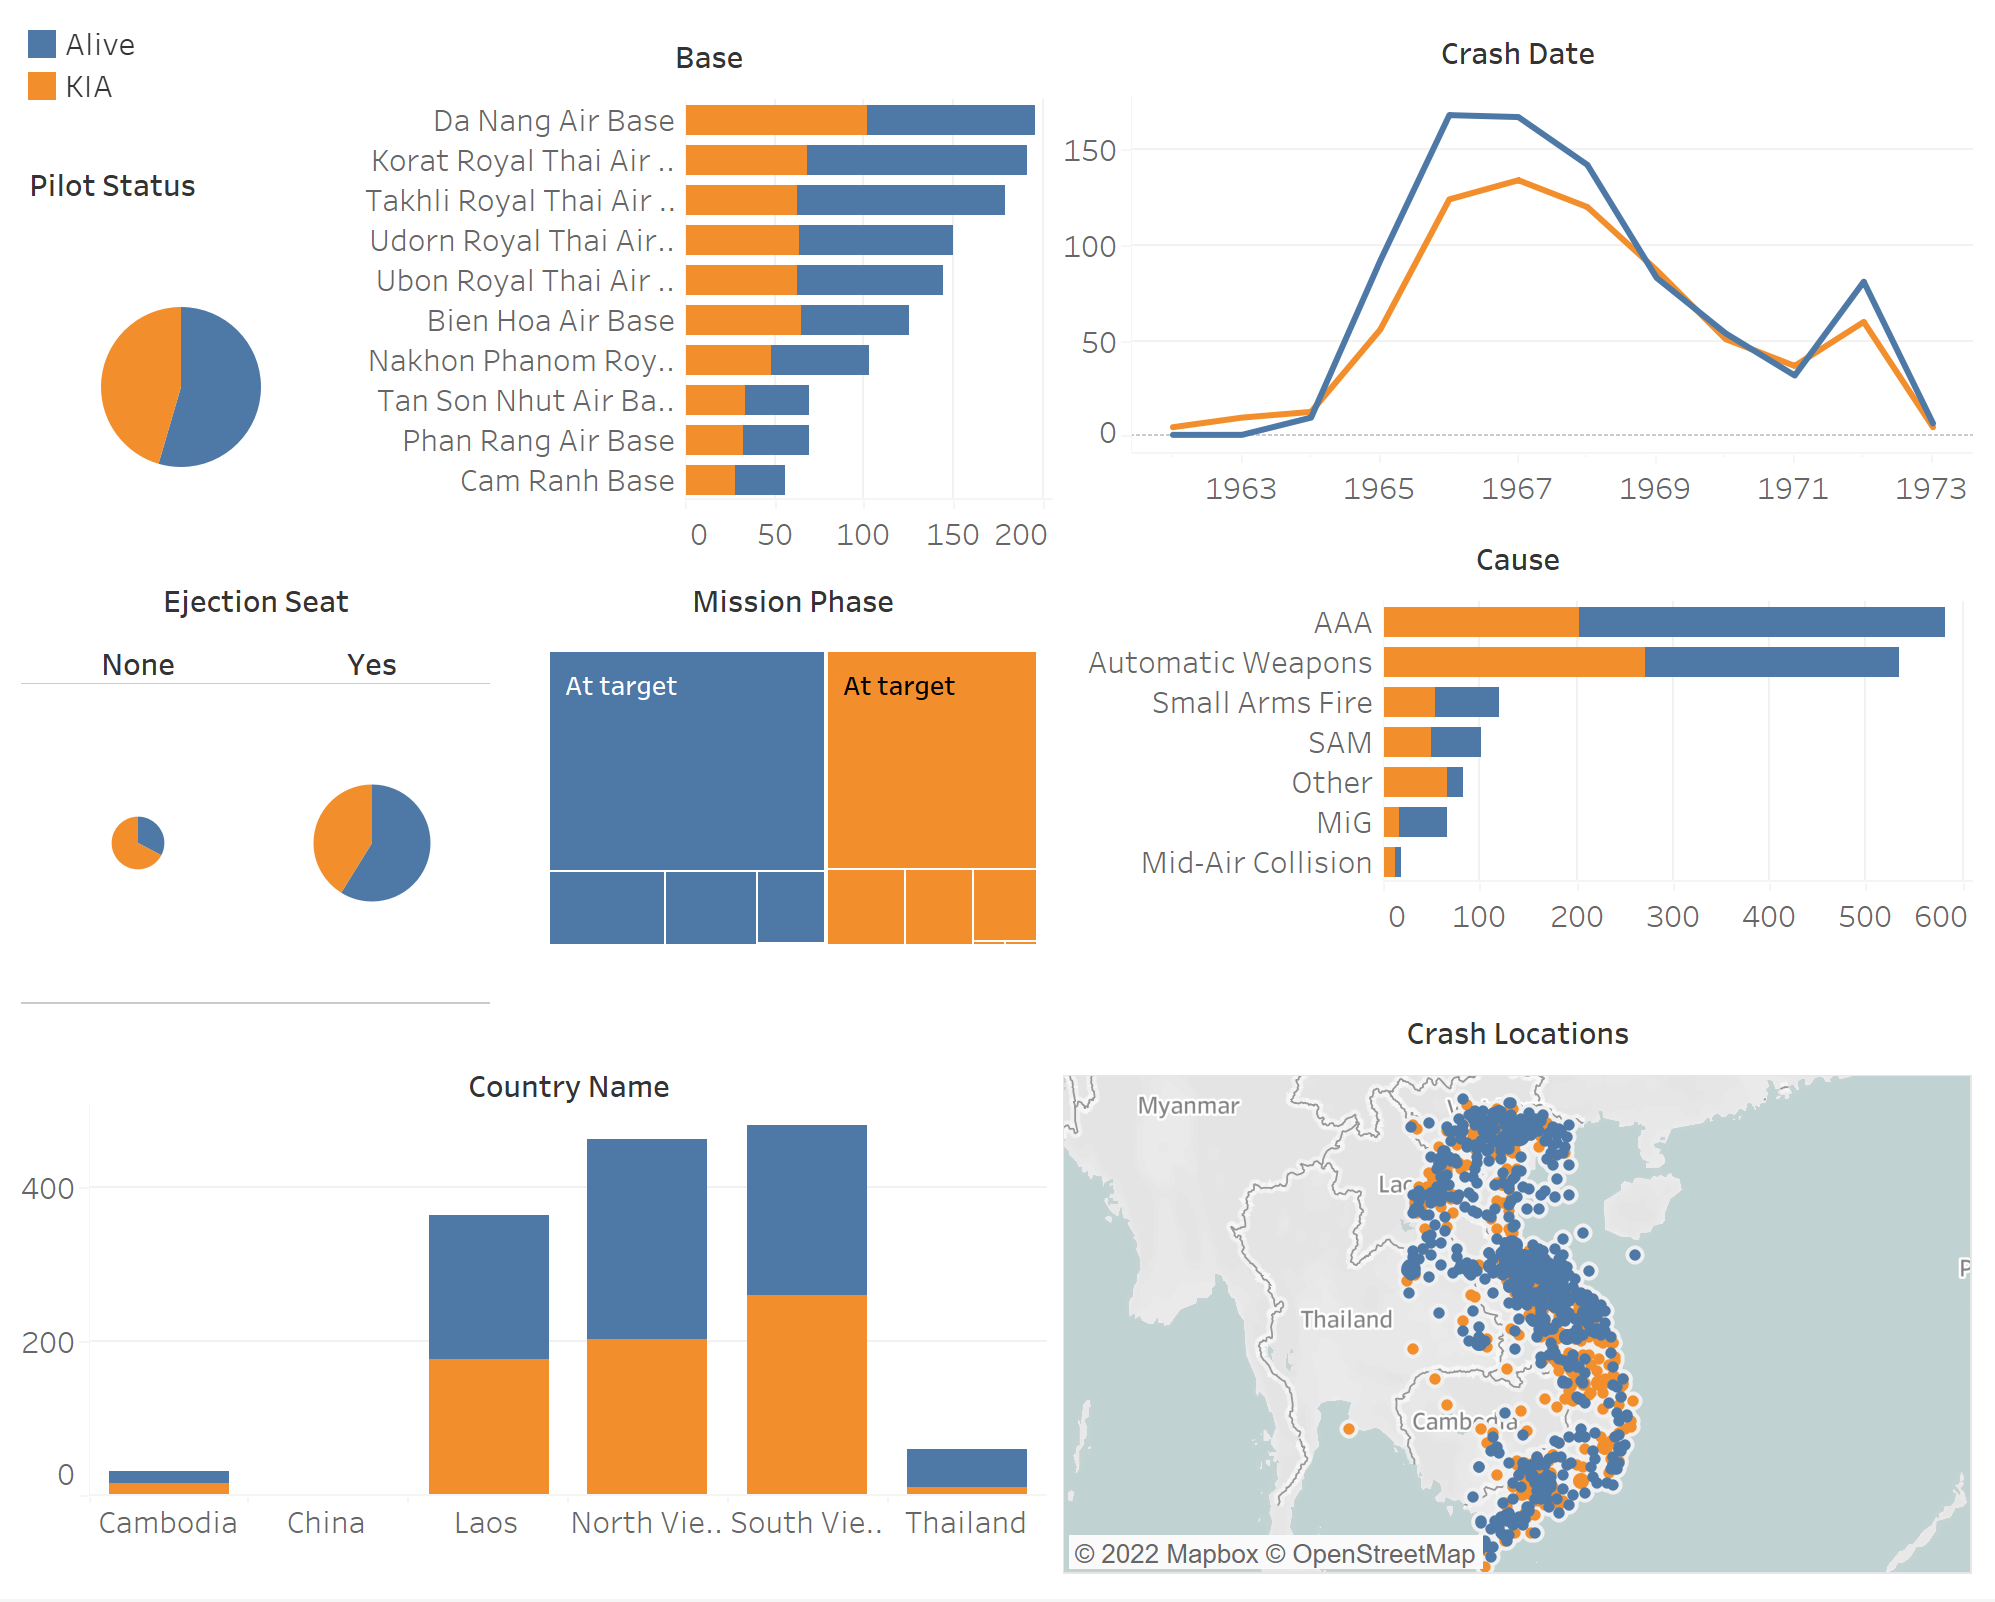 Alive
KIA
Pilot Status
Base
Da Nang Air Base
Korat Royal Thai Air ..
Takhli Royal Thai Air ..
Udorn Royal Thai Air..
Ubon Royal Thai Air ..
Bien Hoa Air Base
Nakhon Phanom Roy..
Tan Son Nhut Air Ba..
Phan Rang Air Base
Cam Ranh Base
0 50 100 150 200
Crash Date
150
100
50
0
1963 1965 1967 1969 1971 1973
Ejection Seat
None Yes
Mission Phase
At target At target
Cause
AAA
Automatic Weapons
Small Arms Fire
SAM
Other
MiG
Mid-Air Collision
0 100 200 300 400 500 600
Country Name
400
200
0
Cambodia China Laos North Vie.. South Vie.. Thailand
Crash Locations
Myanmar
Thailand
Cambodia
© 2022 Mapbox © OpenStreetMap